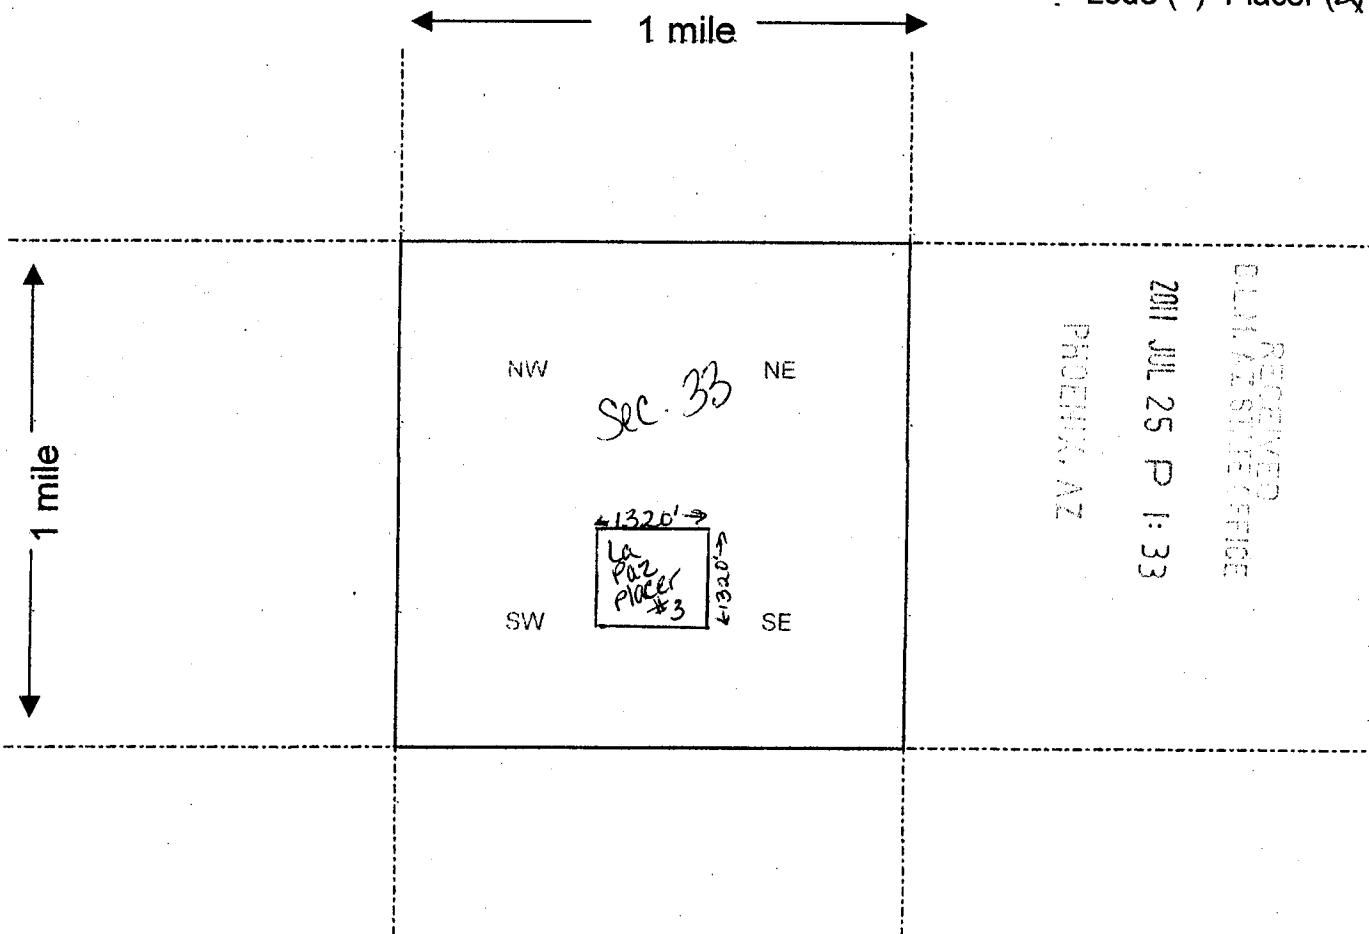 Lode ( ) Placer (X
1 mile
1 mile
NW
NE
Sec. 33
1320'
1320'
La
Paz
Placer
#3
SW
SE
RECEIVED
B.L.M. AZ STATE OFFICE
2011 JUL 25 P 1:33
PHOENIX, AZ